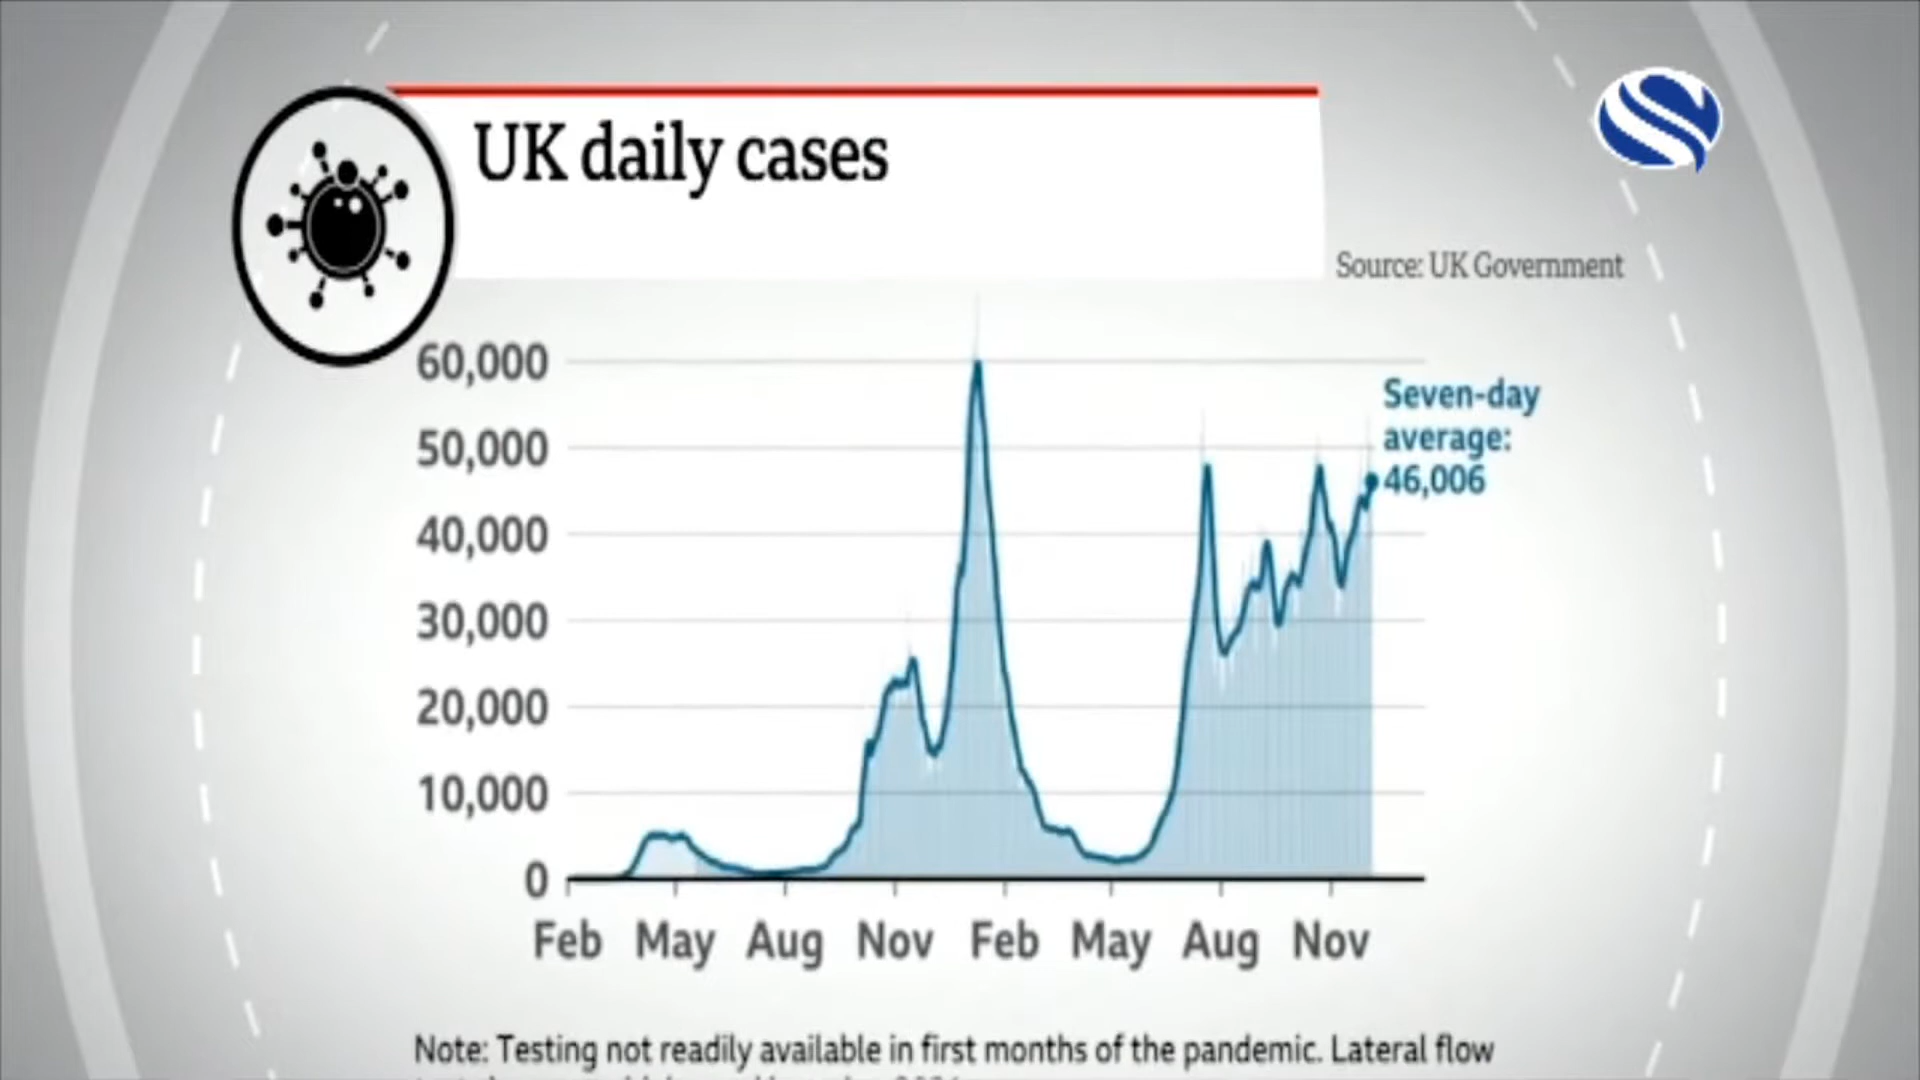 UK daily cases
Source: UK Government
60,000
50,000
40,000
30,000
20,000
10,000
0
Seven-day
average:
46,006
Feb May Aug Nov Feb May Aug Nov
Note: Testing not readily available in first months of the pandemic. Lateral flow